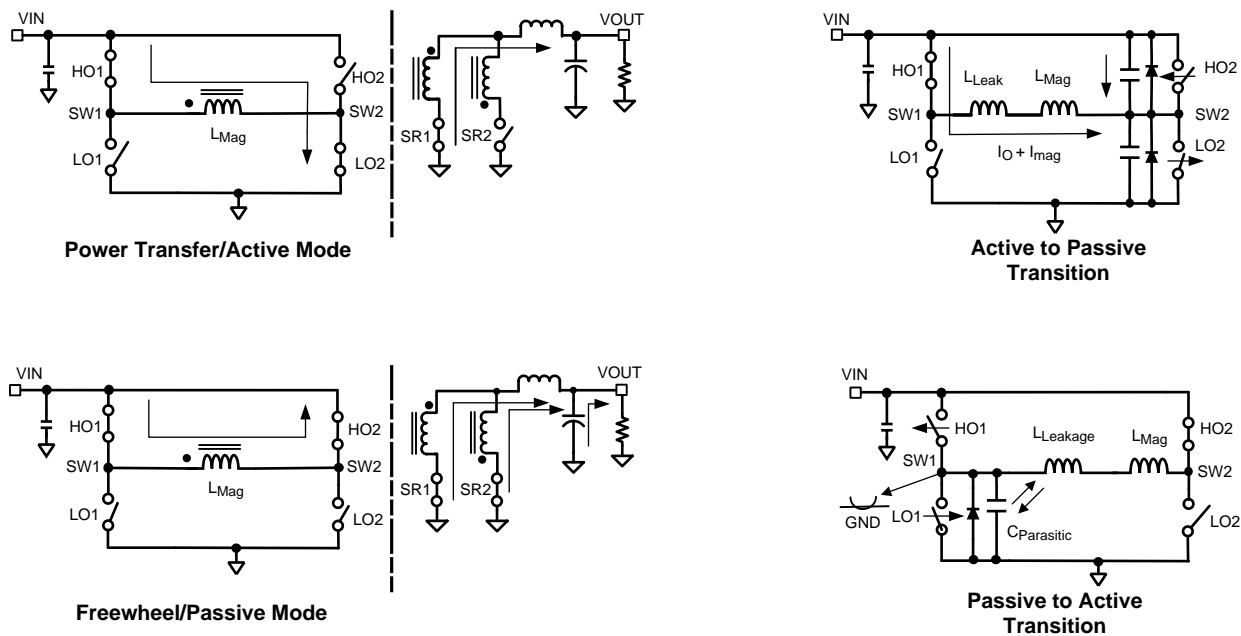 VIN
HO1
HO2
SW1
SW2
LMag
LO1
LO2
VOUT
SR1
SR2
Power Transfer/Active Mode
VIN
HO1
HO2
LLeak
LMag
SW1
SW2
LO1
LO2
IO + Imag
Active to Passive
Transition
VIN
HO1
HO2
SW1
SW2
LMag
LO1
LO2
VOUT
SR1
SR2
Freewheel/Passive Mode
VIN
HO1
HO2
LLeakage
LMag
SW1
SW2
GND
LO1
LO2
CParasitic
Passive to Active
Transition